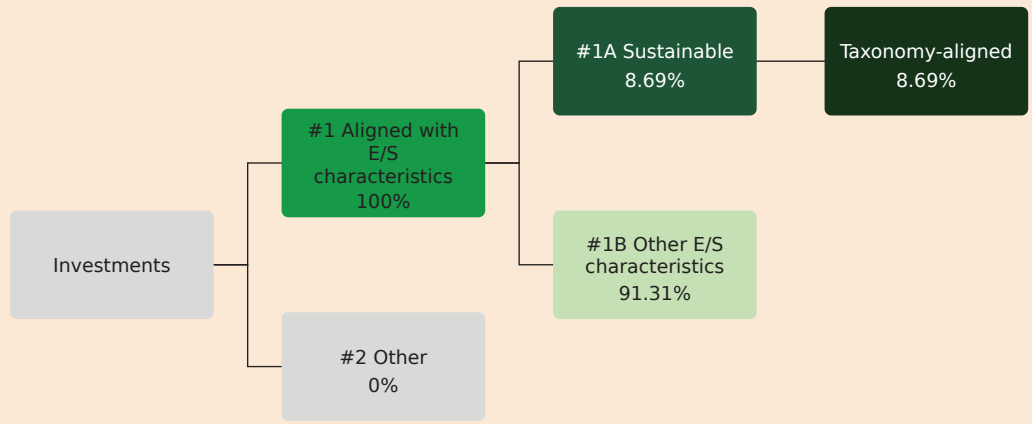 Investments
#1 Aligned with
E/S
characteristics
100%
#2 Other
0%
#1A Sustainable
8.69%
#1B Other E/S
characteristics
91.31%
Taxonomy-aligned
8.69%